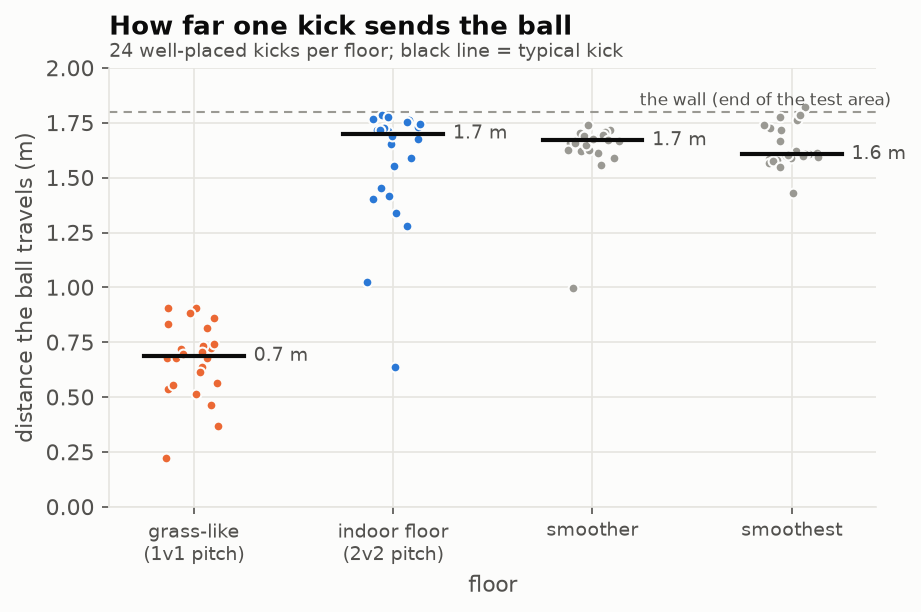 How far one kick sends the ball
24 well-placed kicks per floor; black line = typical kick
2.00
the wall (end of the test area)
1.75
1.7 m
1.7 m
1.6 m
1.50
1.25
1.00
0.75
0.7 m
0.50
0.25
0.00
distance the ball travels (m)
grass-like
(1v1 pitch)
indoor floor
(2v2 pitch)
smoother
smoothest
floor